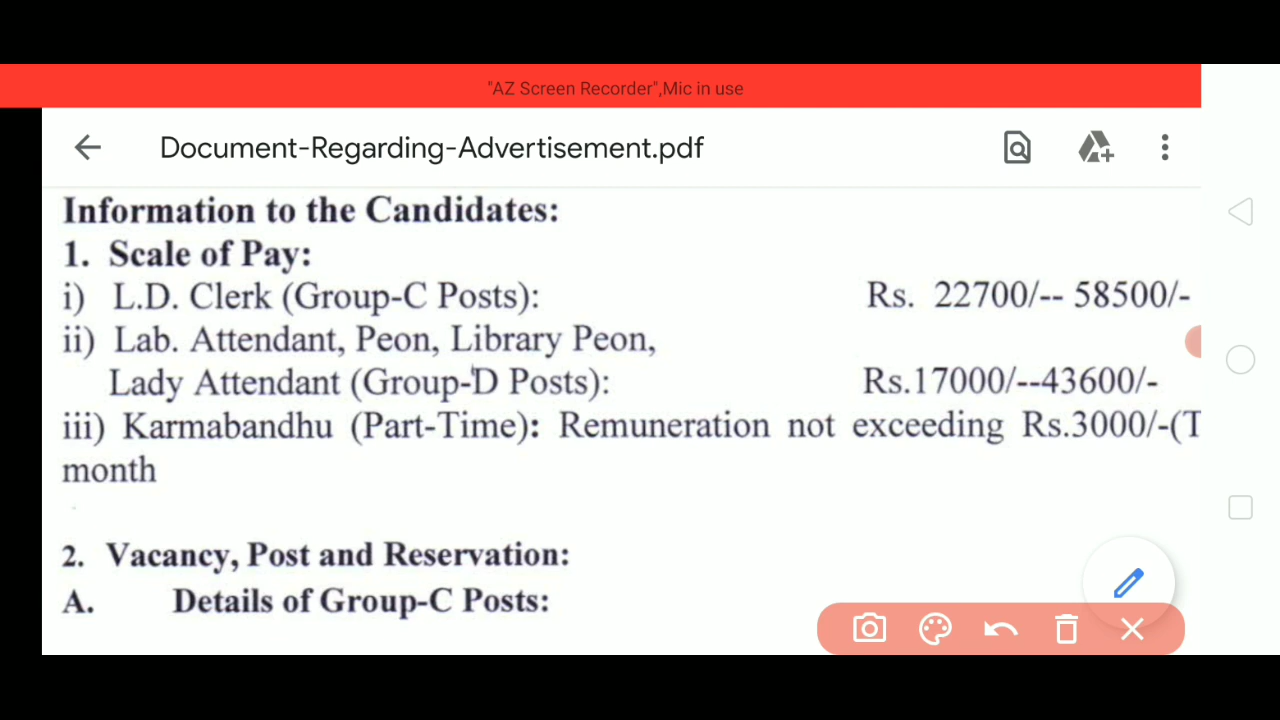 "AZ Screen Recorder",Mic in use
Document-Regarding-Advertisement.pdf
Information to the Candidates:
1. Scale of Pay:
i) L.D. Clerk (Group-C Posts): Rs. 22700/-- 58500/-
ii) Lab. Attendant, Peon, Library Peon,
Lady Attendant (Group-D Posts): Rs.17000/--43600/-
iii) Karmabandhu (Part-Time): Remuneration not exceeding Rs.3000/-(T
month
2. Vacancy, Post and Reservation:
A. Details of Group-C Posts: